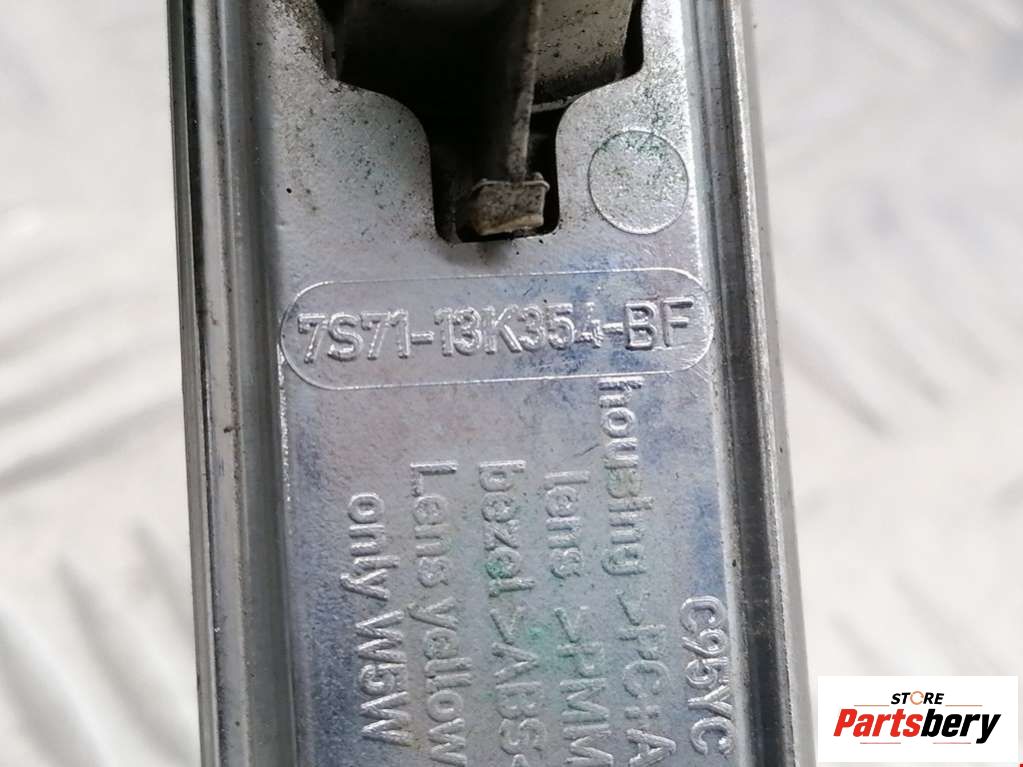 7S71-13K354-BF
housing >PC+A
lens >PMM
bezel >ABS<
Lens yellow
only W5W
C95YC
STORE
Partsbery